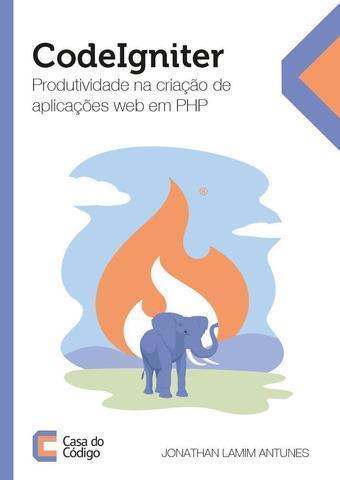 CodeIgniter
Produtividade na criação de
aplicações web em PHP
®
Casa do
Código
JONATHAN LAMIM ANTUNES